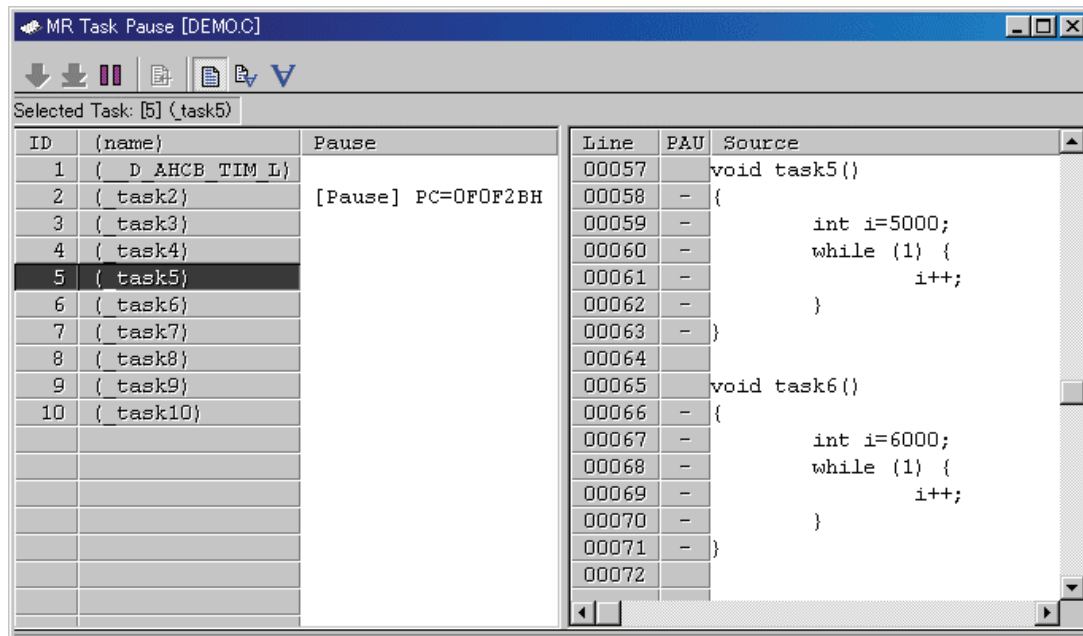 MR Task Pause [DEMO.C]
Selected Task: [5] (_task5)
ID (name) Pause
1 (__D_AHCB_TIM_L)
2 (_task2) [Pause] PC=0F0F2BH
3 (_task3)
4 (_task4)
5 (_task5)
6 (_task6)
7 (_task7)
8 (_task8)
9 (_task9)
10 (_task10)
Line PAU Source
00057 void task5()
00058 - {
00059 - int i=5000;
00060 - while (1) {
00061 - i++;
00062 - }
00063 - }
00064
00065 void task6()
00066 - {
00067 - int i=6000;
00068 - while (1) {
00069 - i++;
00070 - }
00071 - }
00072